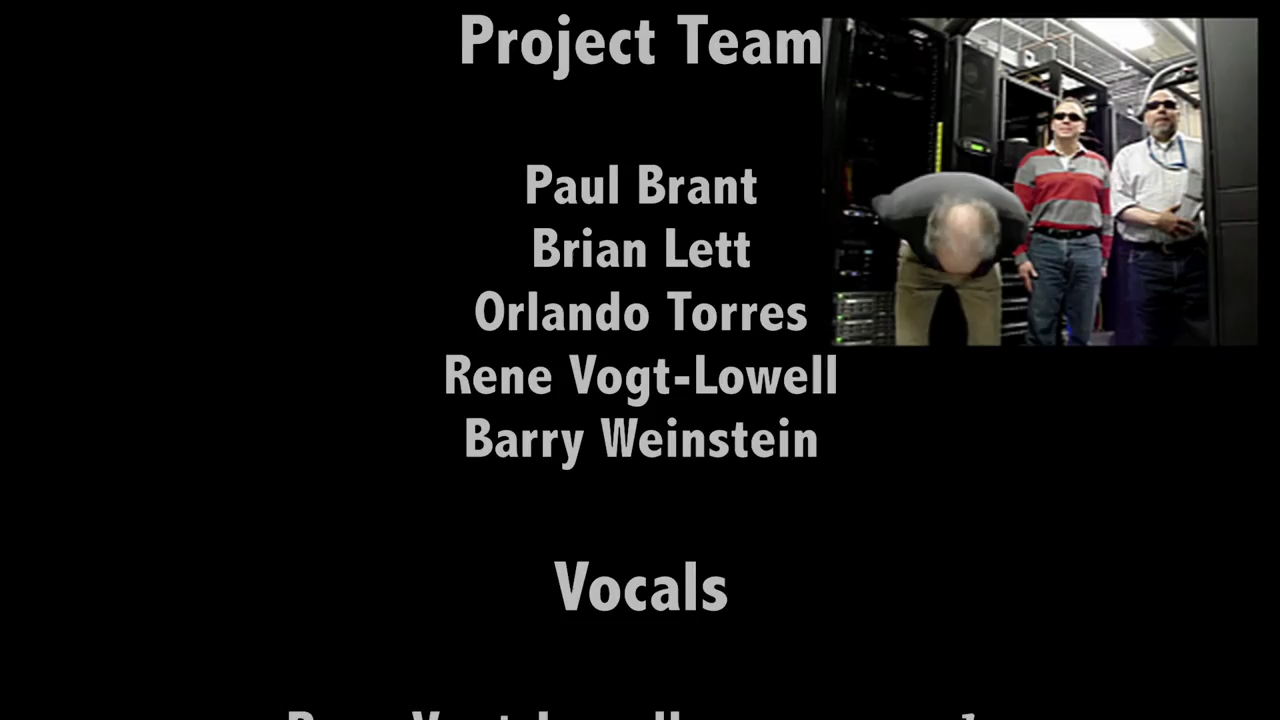 Project Team
Paul Brant
Brian Lett
Orlando Torres
Rene Vogt-Lowell
Barry Weinstein
Vocals